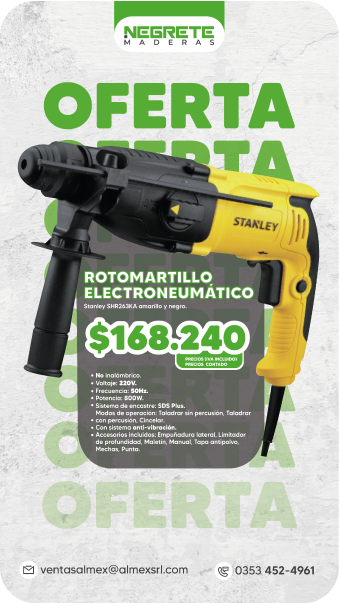 NEGRETE
MADERAS
OFERTA
OFERTA
STANLEY
ROTOMARTILLO
ELECTRONEUMÁTICO
Stanley SHR263KA amarillo y negro.
$168.240
PRECIOS (IVA INCLUIDO)
PRECIOS CONTADO
• No inalámbrico.
• Voltaje: 220V.
• Frecuencia: 50Hz.
• Potencia: 800W.
• Sistema de encastre: SDS Plus.
Modos de operación: Taladrar sin percusión, Taladrar
con percusión, Cincelar.
• Con sistema anti-vibración.
• Accesorios incluidos: Empuñadura lateral, Limitador
de profundidad, Maletín, Manual, Tapa antipolvo,
Mechas, Punta.
OFERTA
OFERTA
ventasalmex@almexsrl.com
0353 452-4961